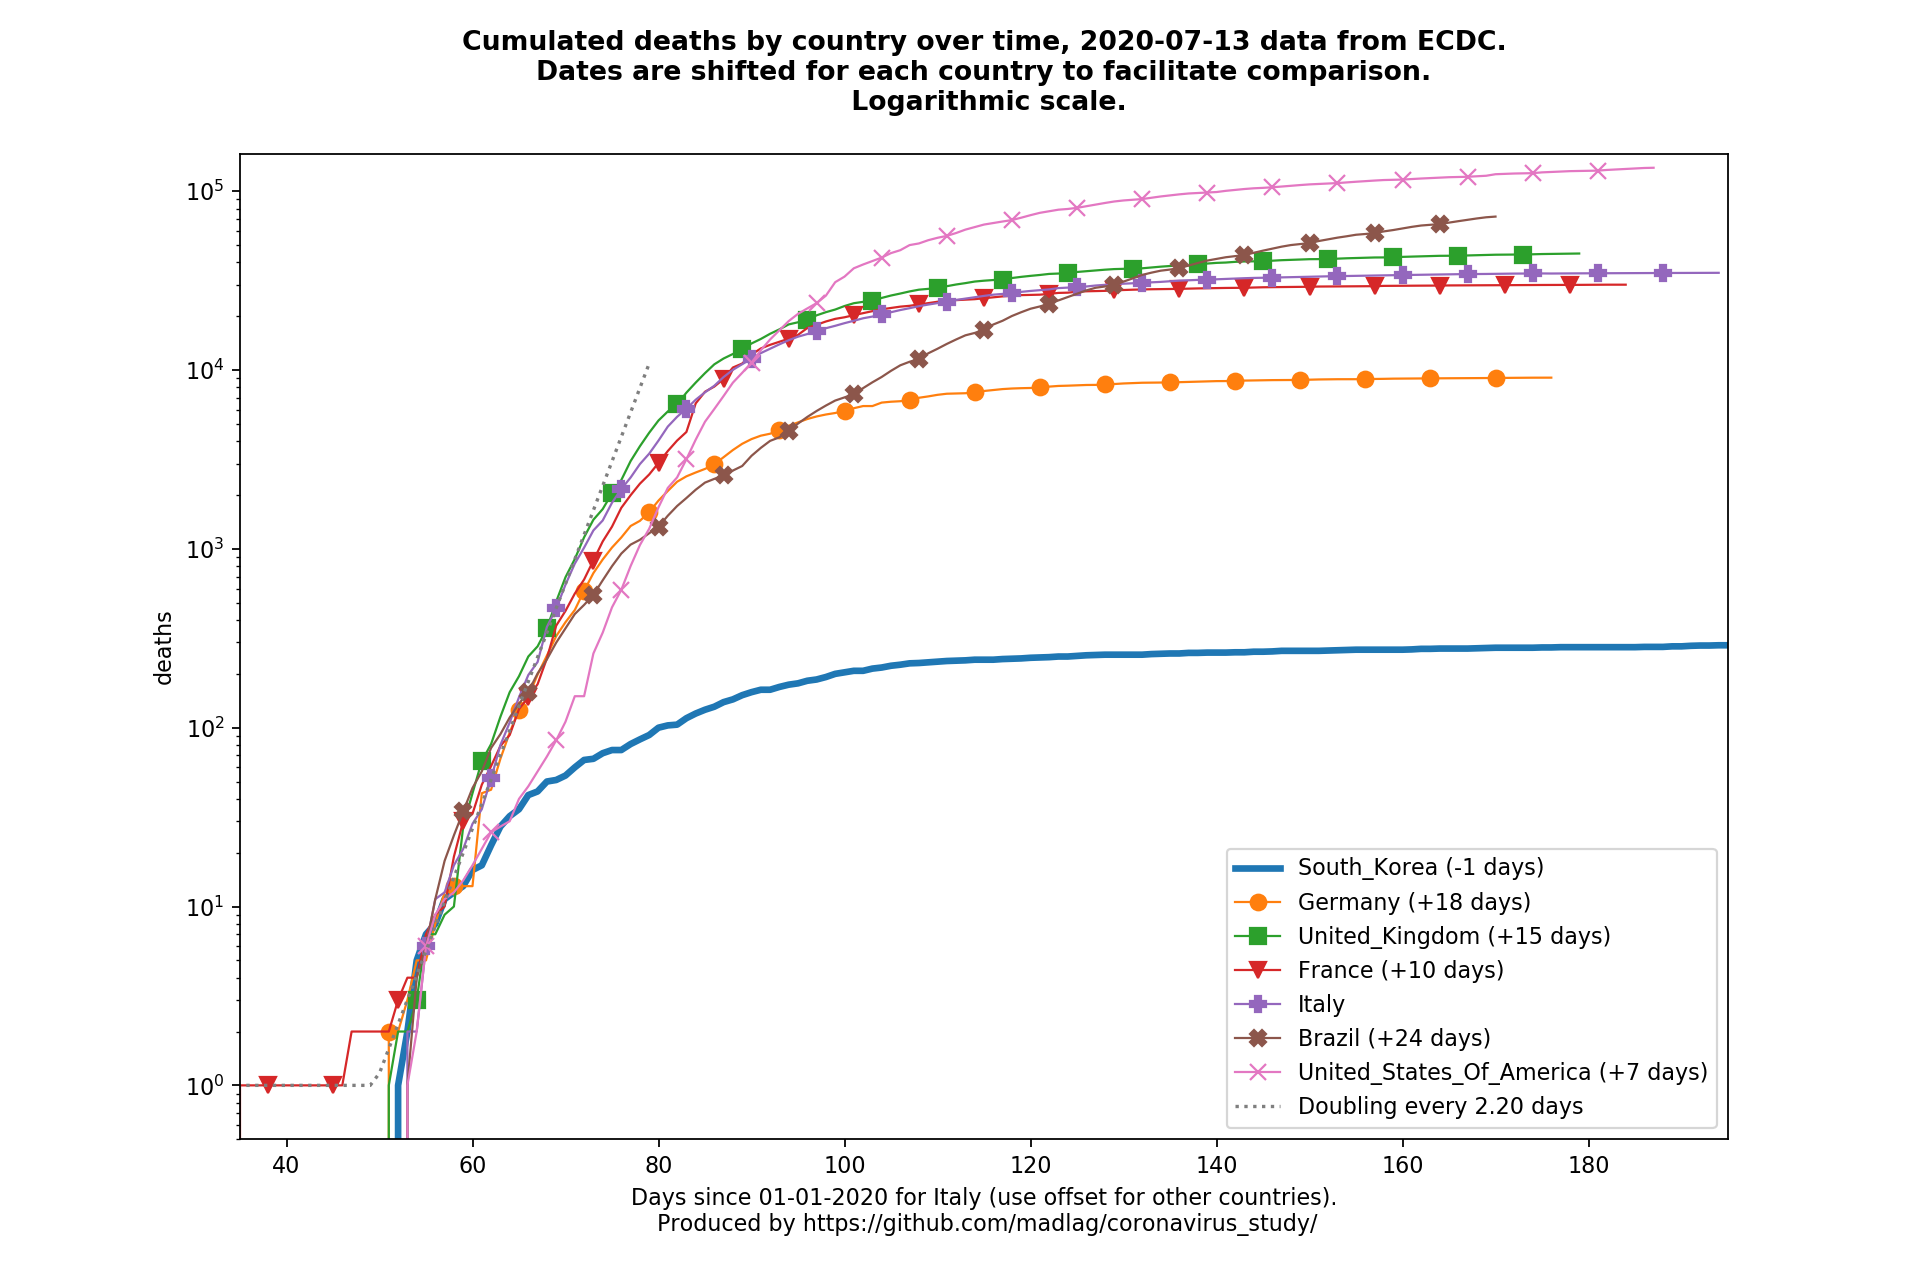 Cumulated deaths by country over time, 2020-07-13 data from ECDC.
Dates are shifted for each country to facilitate comparison.
Logarithmic scale.
10^5
10^4
10^3
10^2
10^1
10^0
deaths
South_Korea (-1 days)
Germany (+18 days)
United_Kingdom (+15 days)
France (+10 days)
Italy
Brazil (+24 days)
United_States_Of_America (+7 days)
Doubling every 2.20 days
40 60 80 100 120 140 160 180
Days since 01-01-2020 for Italy (use offset for other countries).
Produced by https://github.com/madlag/coronavirus_study/